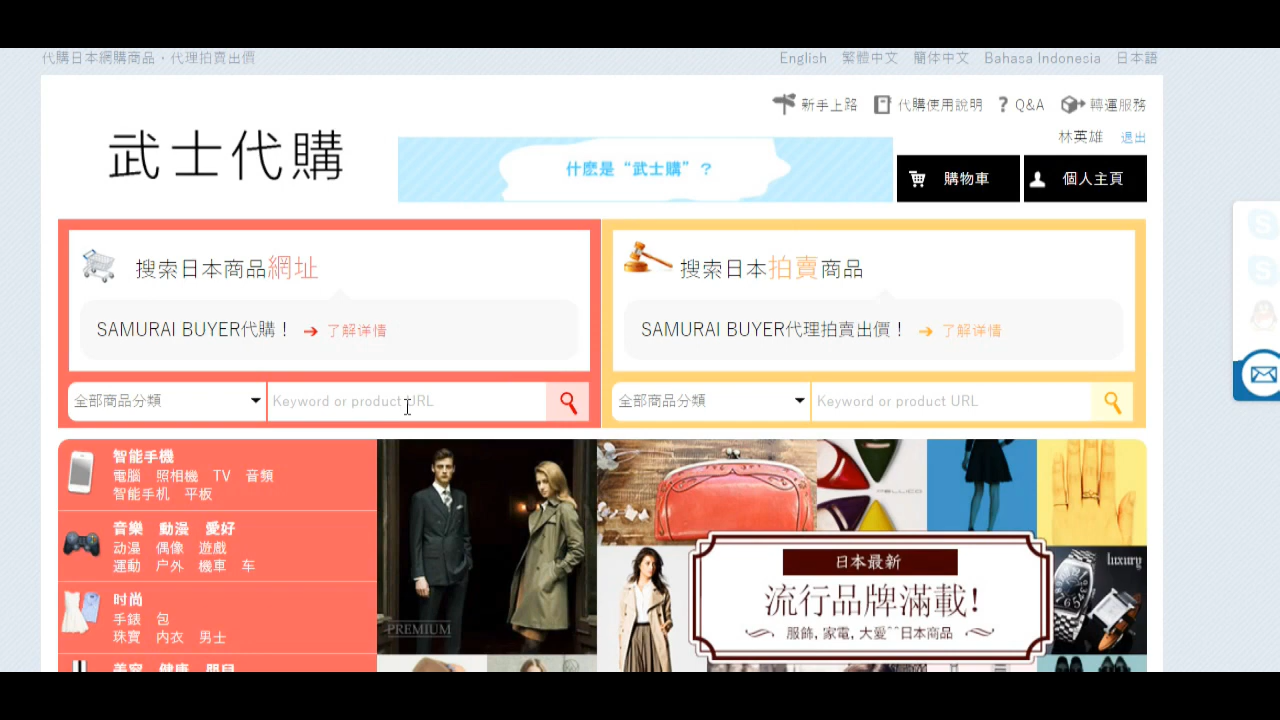 代購日本網購商品・代理拍賣出價
English 繁體中文 簡体中文 Bahasa Indonesia 日本語
新手上路 代購使用說明 ? Q&A 轉運服務
林英雄 退出
武士代購
什麽是“武士購”？
購物車 個人主頁
搜索日本商品網址
SAMURAI BUYER代購！ ➔ 了解详情
全部商品分類 Keyword or product URL
搜索日本拍賣商品
SAMURAI BUYER代理拍賣出價！ ➔ 了解详情
全部商品分類 Keyword or product URL
智能手機
電腦 照相機 TV 音頻
智能手机 平板
音樂 動漫 愛好
动漫 偶像 遊戲
運動 户外 機車 车
时尚
手錶 包
珠寶 内衣 男士
美容 健康 嬰兒
PREMIUM
PELLICO
luxury
日本最新
流行品牌滿載!
服飾, 家電, 大愛^^日本商品